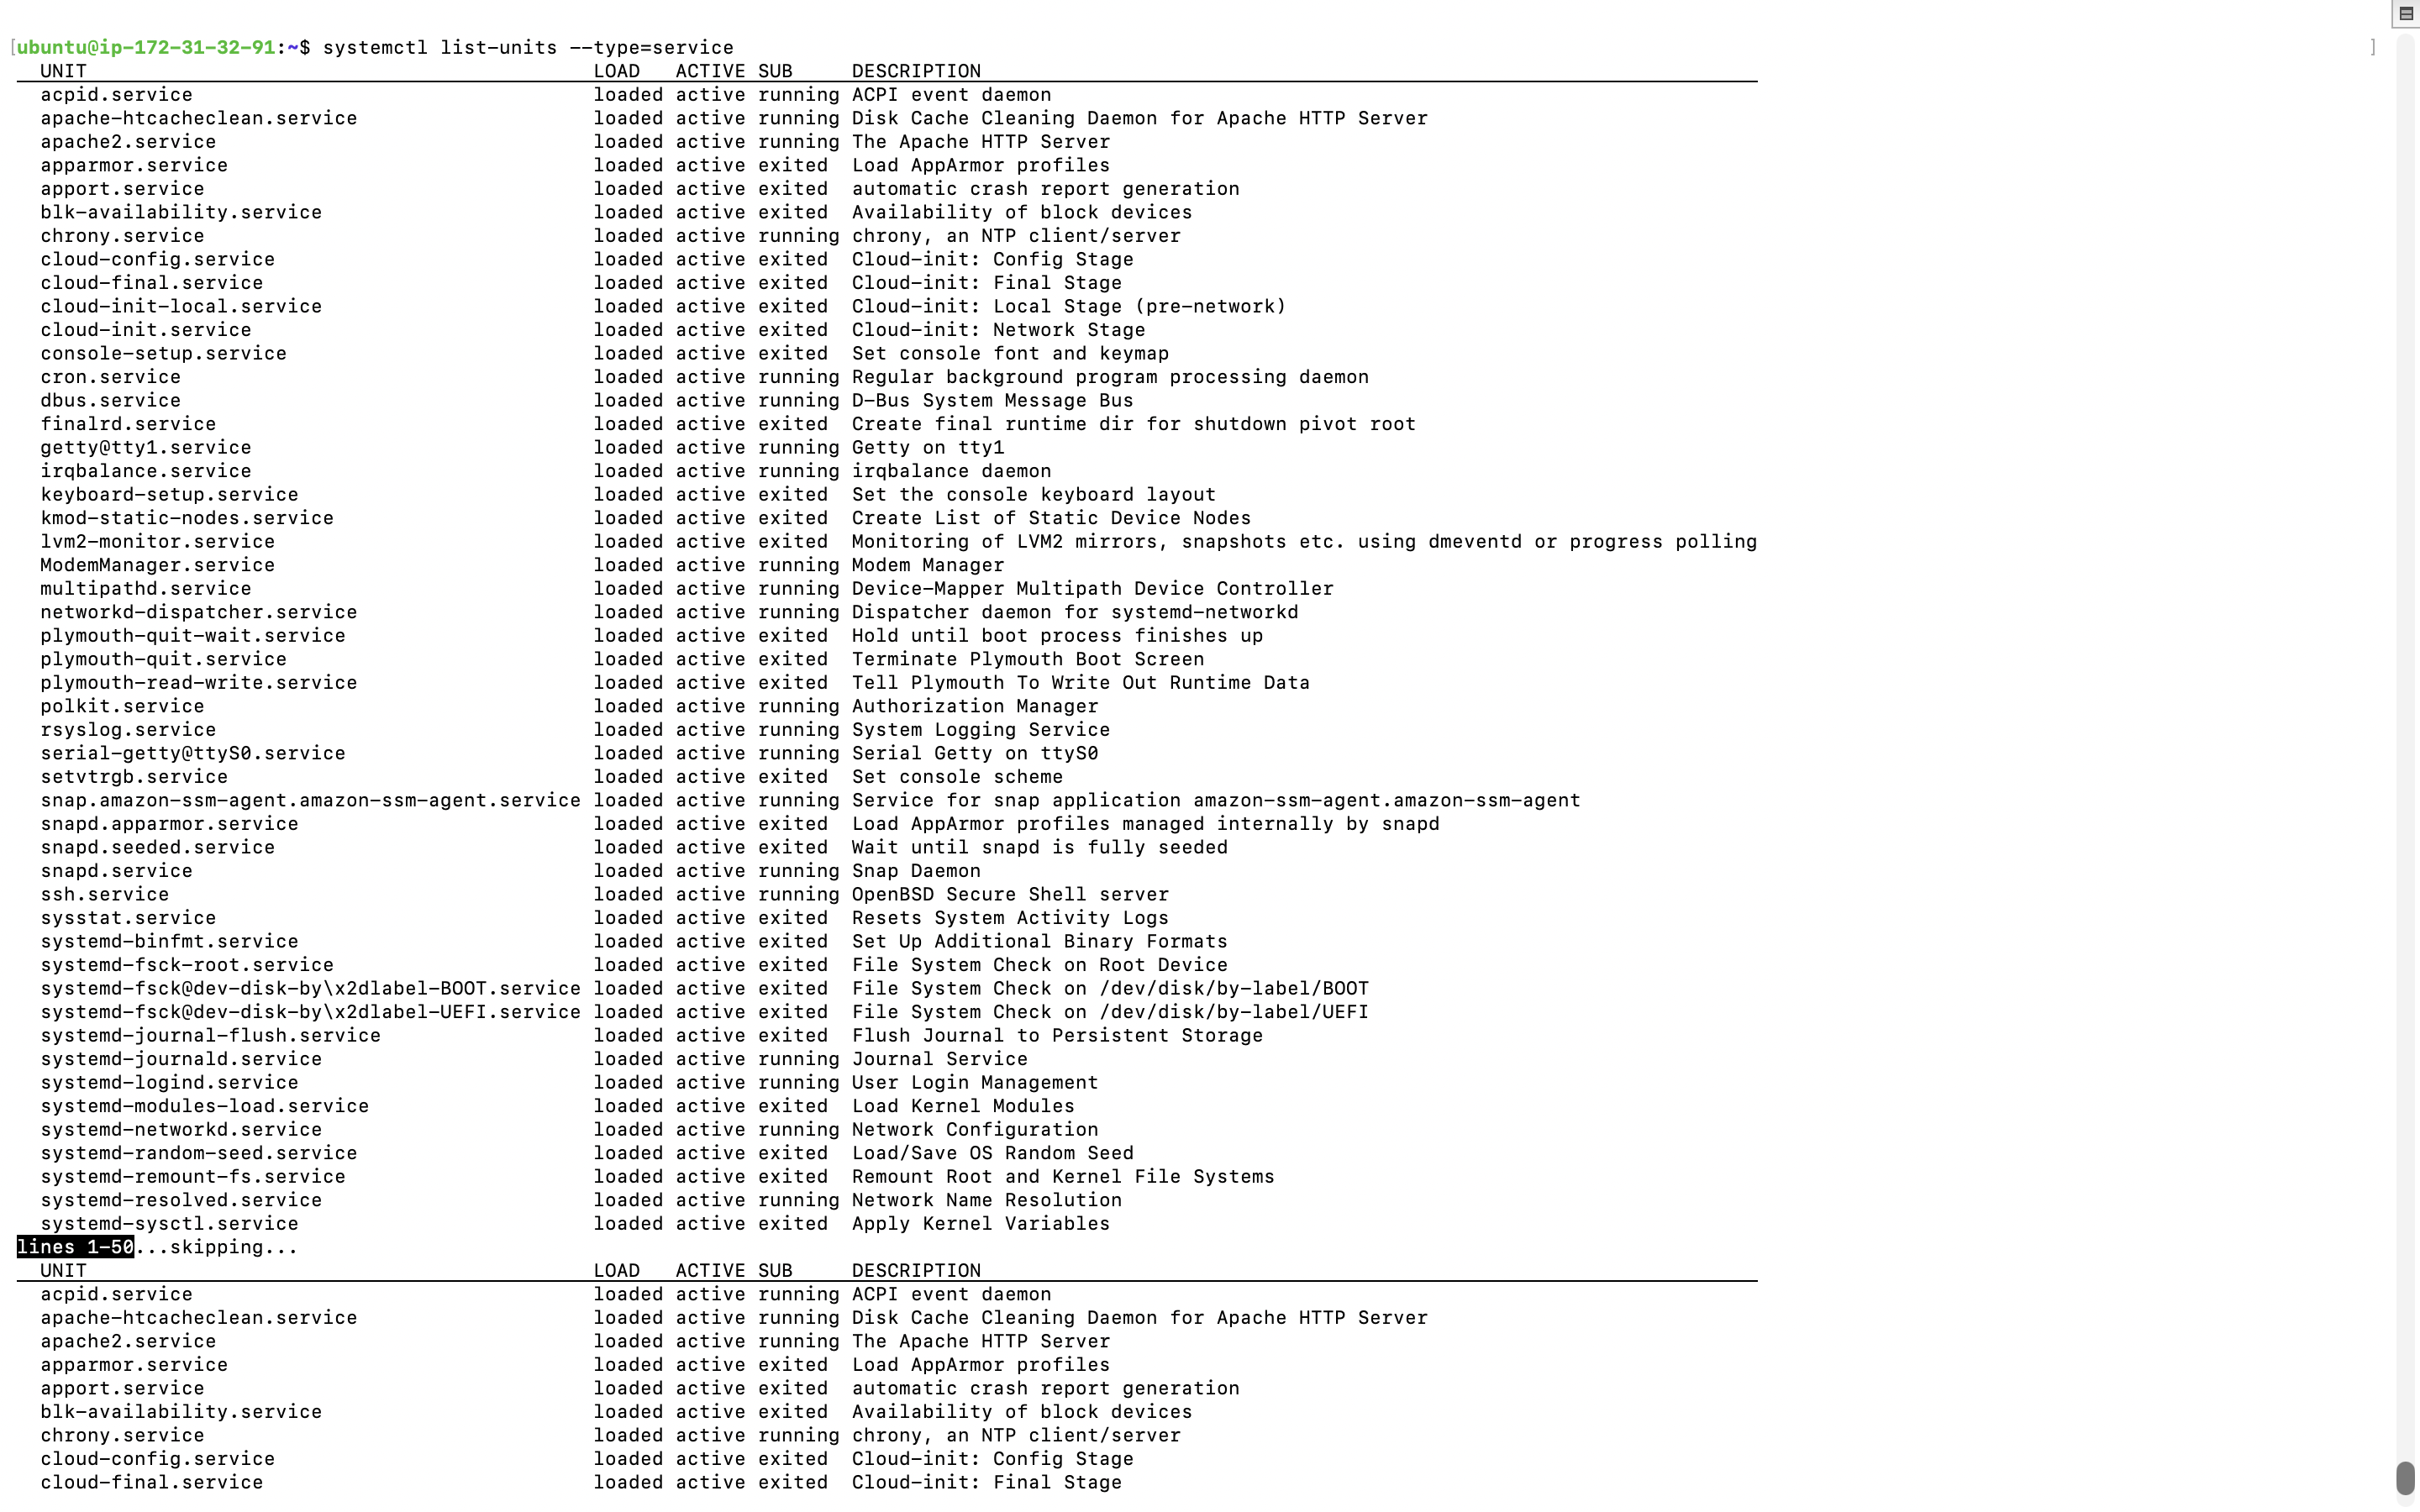 [ubuntu@ip-172-31-32-91:~$ systemctl list-units --type=service ]
  UNIT                                           LOAD   ACTIVE SUB     DESCRIPTION
  acpid.service                                  loaded active running ACPI event daemon
  apache-htcacheclean.service                    loaded active running Disk Cache Cleaning Daemon for Apache HTTP Server
  apache2.service                                loaded active running The Apache HTTP Server
  apparmor.service                               loaded active exited  Load AppArmor profiles
  apport.service                                 loaded active exited  automatic crash report generation
  blk-availability.service                       loaded active exited  Availability of block devices
  chrony.service                                 loaded active running chrony, an NTP client/server
  cloud-config.service                           loaded active exited  Cloud-init: Config Stage
  cloud-final.service                            loaded active exited  Cloud-init: Final Stage
  cloud-init-local.service                       loaded active exited  Cloud-init: Local Stage (pre-network)
  cloud-init.service                             loaded active exited  Cloud-init: Network Stage
  console-setup.service                          loaded active exited  Set console font and keymap
  cron.service                                   loaded active running Regular background program processing daemon
  dbus.service                                   loaded active running D-Bus System Message Bus
  finalrd.service                                loaded active exited  Create final runtime dir for shutdown pivot root
  getty@tty1.service                             loaded active running Getty on tty1
  irqbalance.service                             loaded active running irqbalance daemon
  keyboard-setup.service                         loaded active exited  Set the console keyboard layout
  kmod-static-nodes.service                      loaded active exited  Create List of Static Device Nodes
  lvm2-monitor.service                           loaded active exited  Monitoring of LVM2 mirrors, snapshots etc. using dmeventd or progress polling
  ModemManager.service                           loaded active running Modem Manager
  multipathd.service                             loaded active running Device-Mapper Multipath Device Controller
  networkd-dispatcher.service                    loaded active running Dispatcher daemon for systemd-networkd
  plymouth-quit-wait.service                     loaded active exited  Hold until boot process finishes up
  plymouth-quit.service                          loaded active exited  Terminate Plymouth Boot Screen
  plymouth-read-write.service                    loaded active exited  Tell Plymouth To Write Out Runtime Data
  polkit.service                                 loaded active running Authorization Manager
  rsyslog.service                                loaded active running System Logging Service
  serial-getty@ttyS0.service                     loaded active running Serial Getty on ttyS0
  setvtrgb.service                               loaded active exited  Set console scheme
  snap.amazon-ssm-agent.amazon-ssm-agent.service loaded active running Service for snap application amazon-ssm-agent.amazon-ssm-agent
  snapd.apparmor.service                         loaded active exited  Load AppArmor profiles managed internally by snapd
  snapd.seeded.service                           loaded active exited  Wait until snapd is fully seeded
  snapd.service                                  loaded active running Snap Daemon
  ssh.service                                    loaded active running OpenBSD Secure Shell server
  sysstat.service                                loaded active exited  Resets System Activity Logs
  systemd-binfmt.service                         loaded active exited  Set Up Additional Binary Formats
  systemd-fsck-root.service                      loaded active exited  File System Check on Root Device
  systemd-fsck@dev-disk-by\x2dlabel-BOOT.service loaded active exited  File System Check on /dev/disk/by-label/BOOT
  systemd-fsck@dev-disk-by\x2dlabel-UEFI.service loaded active exited  File System Check on /dev/disk/by-label/UEFI
  systemd-journal-flush.service                  loaded active exited  Flush Journal to Persistent Storage
  systemd-journald.service                       loaded active running Journal Service
  systemd-logind.service                         loaded active running User Login Management
  systemd-modules-load.service                   loaded active exited  Load Kernel Modules
  systemd-networkd.service                       loaded active running Network Configuration
  systemd-random-seed.service                    loaded active exited  Load/Save OS Random Seed
  systemd-remount-fs.service                     loaded active exited  Remount Root and Kernel File Systems
  systemd-resolved.service                       loaded active running Network Name Resolution
  systemd-sysctl.service                         loaded active exited  Apply Kernel Variables
lines 1-50...skipping...
  UNIT                                           LOAD   ACTIVE SUB     DESCRIPTION
  acpid.service                                  loaded active running ACPI event daemon
  apache-htcacheclean.service                    loaded active running Disk Cache Cleaning Daemon for Apache HTTP Server
  apache2.service                                loaded active running The Apache HTTP Server
  apparmor.service                               loaded active exited  Load AppArmor profiles
  apport.service                                 loaded active exited  automatic crash report generation
  blk-availability.service                       loaded active exited  Availability of block devices
  chrony.service                                 loaded active running chrony, an NTP client/server
  cloud-config.service                           loaded active exited  Cloud-init: Config Stage
  cloud-final.service                            loaded active exited  Cloud-init: Final Stage